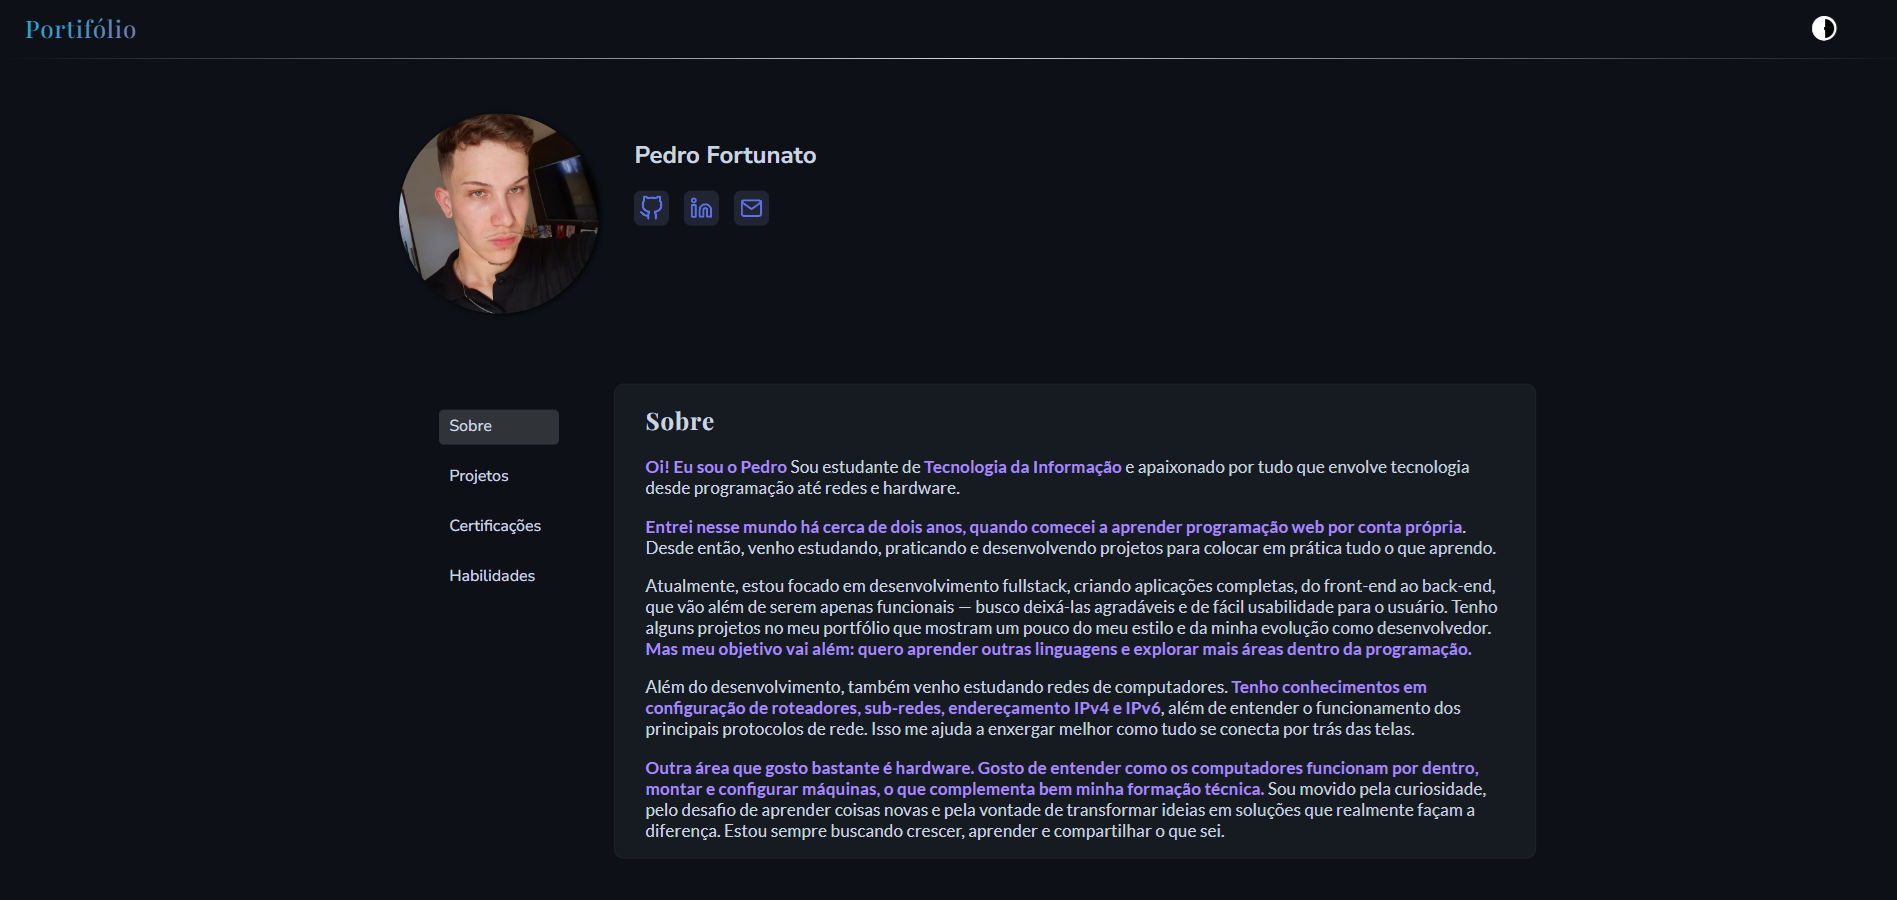 Portifólio
Pedro Fortunato
Sobre
Projetos
Certificações
Habilidades
Sobre
Oi! Eu sou o Pedro Sou estudante de Tecnologia da Informação e apaixonado por tudo que envolve tecnologia
desde programação até redes e hardware.
Entrei nesse mundo há cerca de dois anos, quando comecei a aprender programação web por conta própria.
Desde então, venho estudando, praticando e desenvolvendo projetos para colocar em prática tudo o que aprendo.
Atualmente, estou focado em desenvolvimento fullstack, criando aplicações completas, do front-end ao back-end,
que vão além de serem apenas funcionais — busco deixá-las agradáveis e de fácil usabilidade para o usuário. Tenho
alguns projetos no meu portfólio que mostram um pouco do meu estilo e da minha evolução como desenvolvedor.
Mas meu objetivo vai além: quero aprender outras linguagens e explorar mais áreas dentro da programação.
Além do desenvolvimento, também venho estudando redes de computadores. Tenho conhecimentos em
configuração de roteadores, sub-redes, endereçamento IPv4 e IPv6, além de entender o funcionamento dos
principais protocolos de rede. Isso me ajuda a enxergar melhor como tudo se conecta por trás das telas.
Outra área que gosto bastante é hardware. Gosto de entender como os computadores funcionam por dentro,
montar e configurar máquinas, o que complementa bem minha formação técnica. Sou movido pela curiosidade,
pelo desafio de aprender coisas novas e pela vontade de transformar ideias em soluções que realmente façam a
diferença. Estou sempre buscando crescer, aprender e compartilhar o que sei.